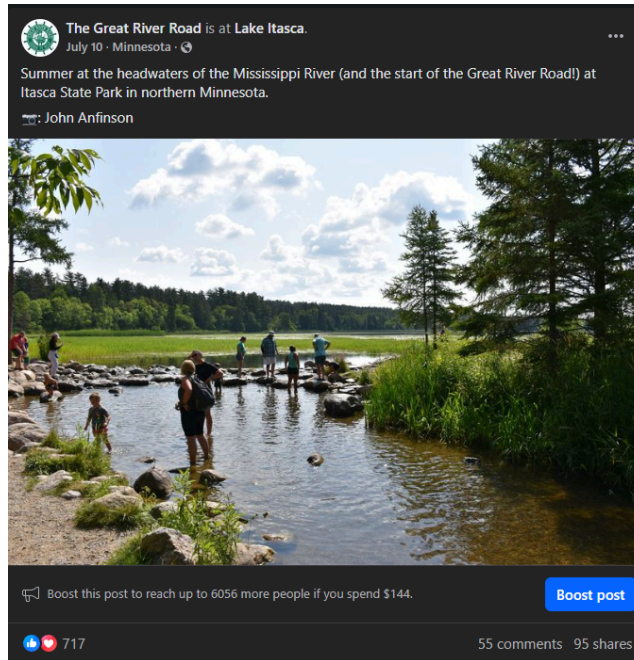 The Great River Road is at Lake Itasca.
July 10 · Minnesota ·
Summer at the headwaters of the Mississippi River (and the start of the Great River Road!) at
Itasca State Park in northern Minnesota.
📷: John Anfinson
Boost this post to reach up to 6056 more people if you spend $144.
Boost post
717
55 comments 95 shares